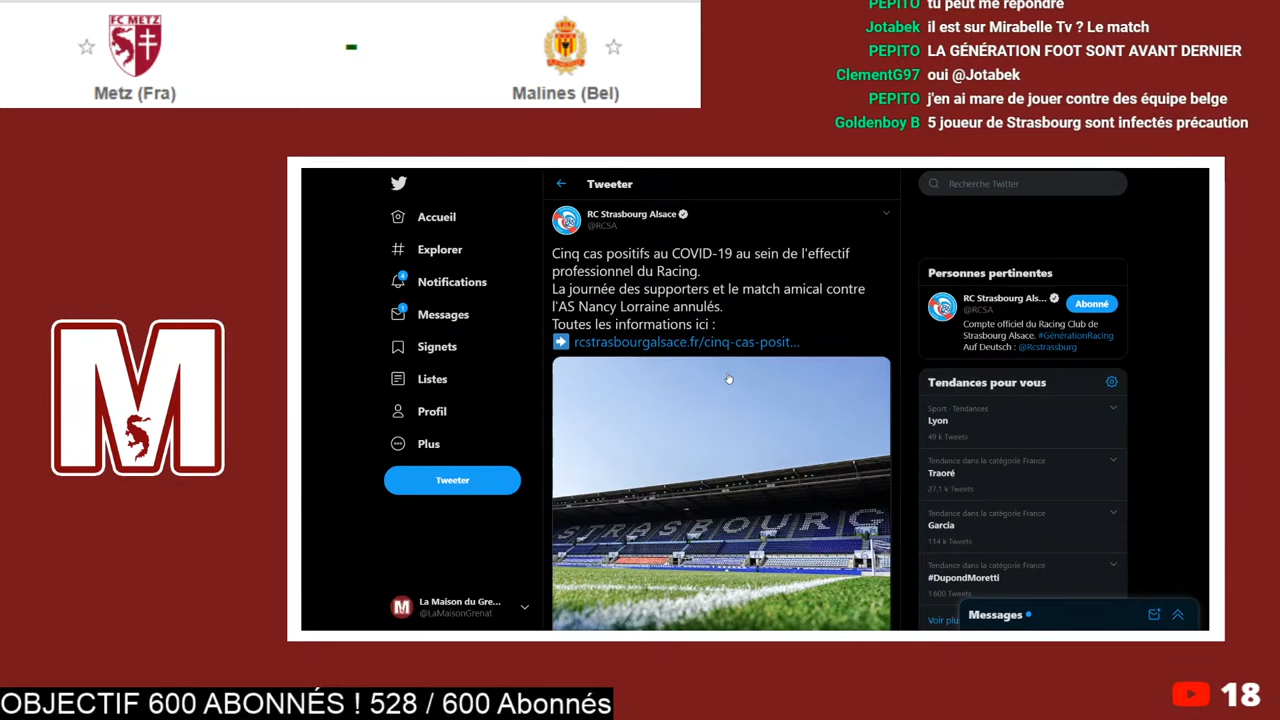 FC METZ
-
Metz (Fra)
Malines (Bel)
PEPITO tu peut me repondre
Jotabek il est sur Mirabelle Tv ? Le match
PEPITO LA GÉNÉRATION FOOT SONT AVANT DERNIER
ClementG97 oui @Jotabek
PEPITO j'en ai mare de jouer contre des équipe belge
Goldenboy B 5 joueur de Strasbourg sont infectés précaution
M
Accueil
Explorer
4
Notifications
1
Messages
Signets
Listes
Profil
Plus
Tweeter
La Maison du Gre...
@LaMaisonGrenat
Tweeter
RC Strasbourg Alsace
@RCSA
Cinq cas positifs au COVID-19 au sein de l'effectif
professionnel du Racing.
La journée des supporters et le match amical contre
l'AS Nancy Lorraine annulés.
Toutes les informations ici :
rcstrasbourgalsace.fr/cinq-cas-posit...
STRASBOURG
Recherche Twitter
Personnes pertinentes
RC Strasbourg Als...
@RCSA
Abonné
Compte officiel du Racing Club de
Strasbourg Alsace. #GénérationRacing
Auf Deutsch : @Rcstrassburg
Tendances pour vous
Sport · Tendances
Lyon
49 k Tweets
Tendance dans la catégorie France
Traoré
27,1 k Tweets
Tendance dans la catégorie France
Garcia
114 k Tweets
Tendance dans la catégorie France
#DupondMoretti
1 600 Tweets
Voir plus
Messages
OBJECTIF 600 ABONNÉS ! 528 / 600 Abonnés
18